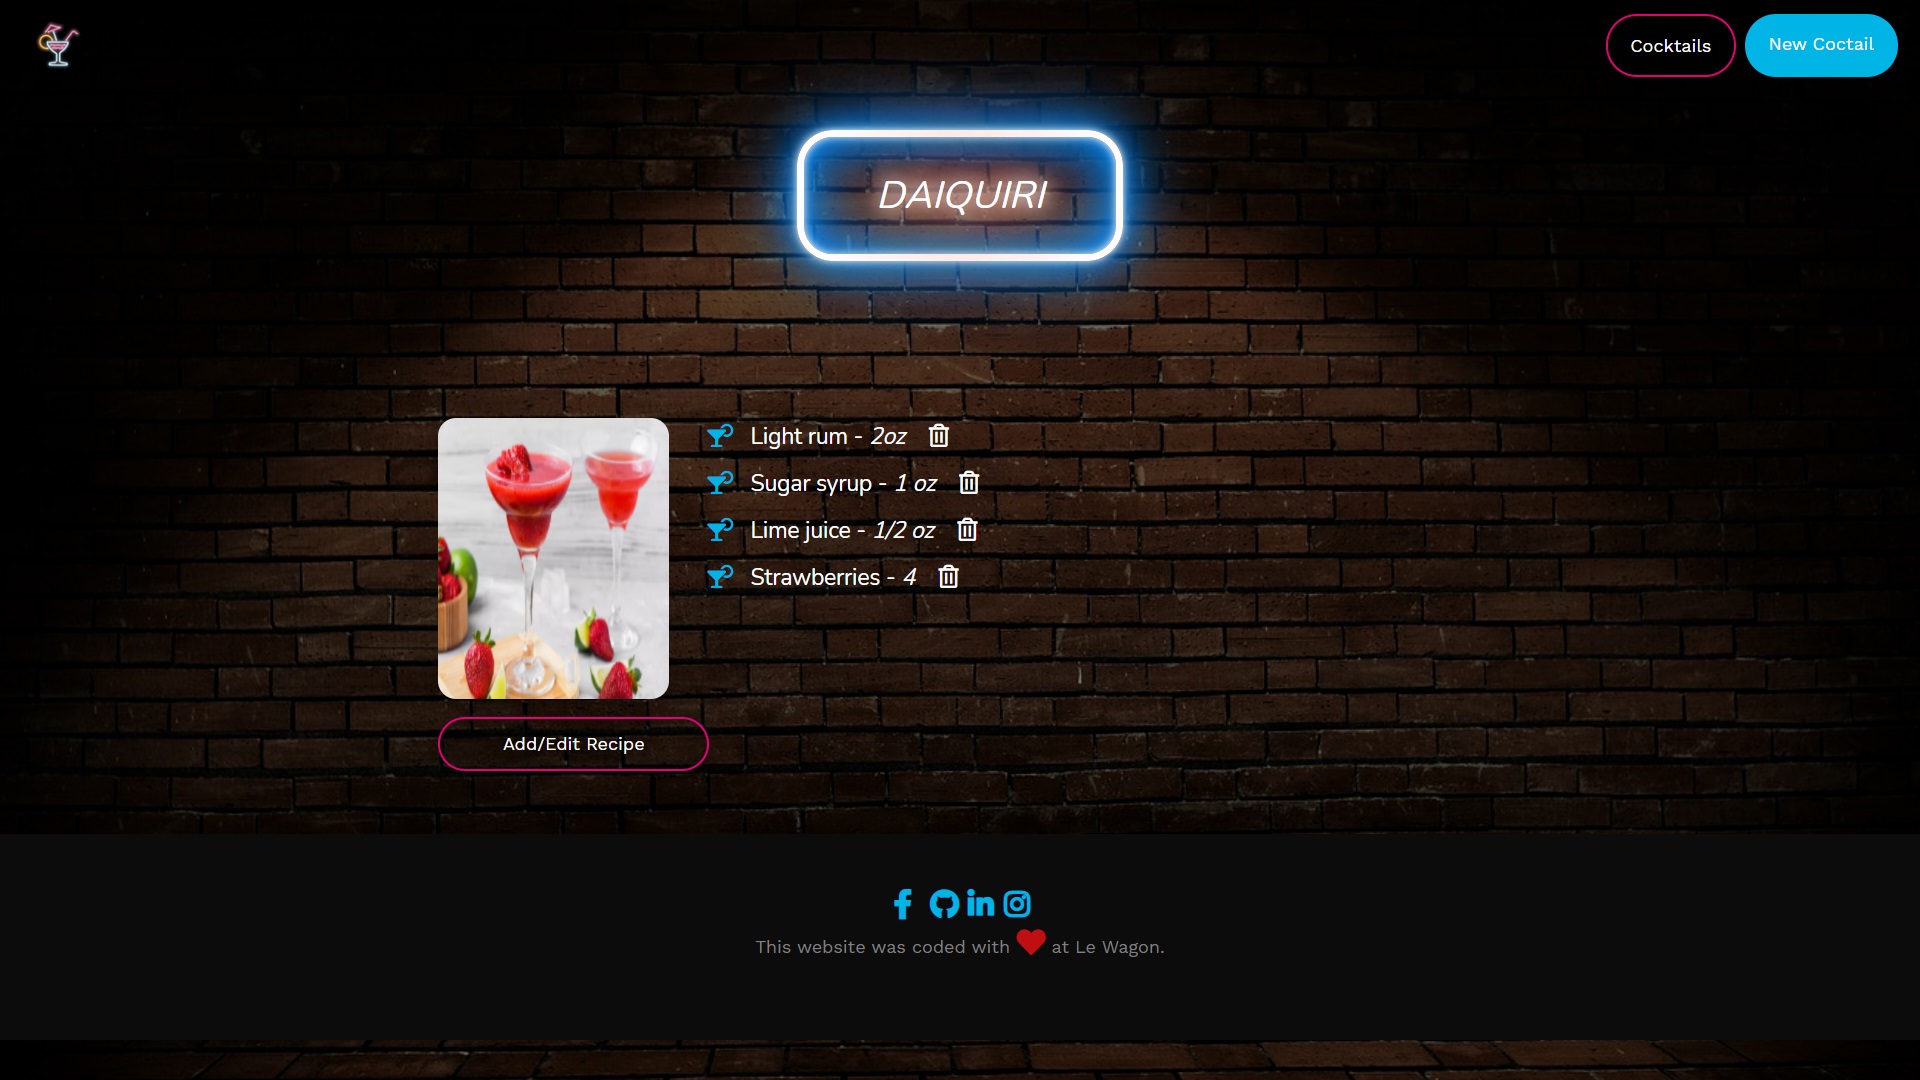 Cocktails
New Coctail
DAIQUIRI
Light rum - 2oz
Sugar syrup - 1 oz
Lime juice - 1/2 oz
Strawberries - 4
Add/Edit Recipe
This website was coded with at Le Wagon.